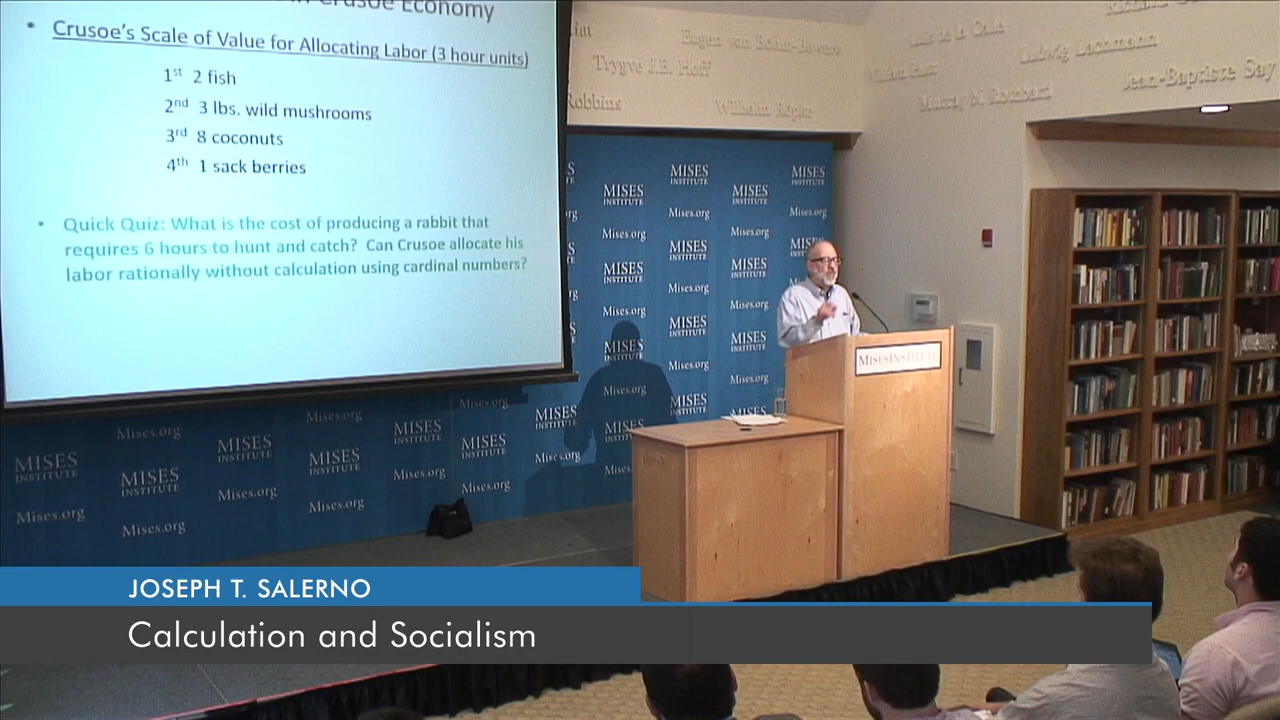 Crusoe Economy
• Crusoe's Scale of Value for Allocating Labor (3 hour units)
1st 2 fish
2nd 3 lbs. wild mushrooms
3rd 8 coconuts
4th 1 sack berries
• Quick Quiz: What is the cost of producing a rabbit that
requires 6 hours to hunt and catch? Can Crusoe allocate his
labor rationally without calculation using cardinal numbers?
Eugen von Böhm-Bawerk
Trygve J.B. Hoff
Robbins
Wilhelm Röpke
Ludwig Lachmann
Murray N. Rothbard
Jean-Baptiste Say
MISES
INSTITUTE
Mises.org
MISES INSTITUTE
JOSEPH T. SALERNO
Calculation and Socialism